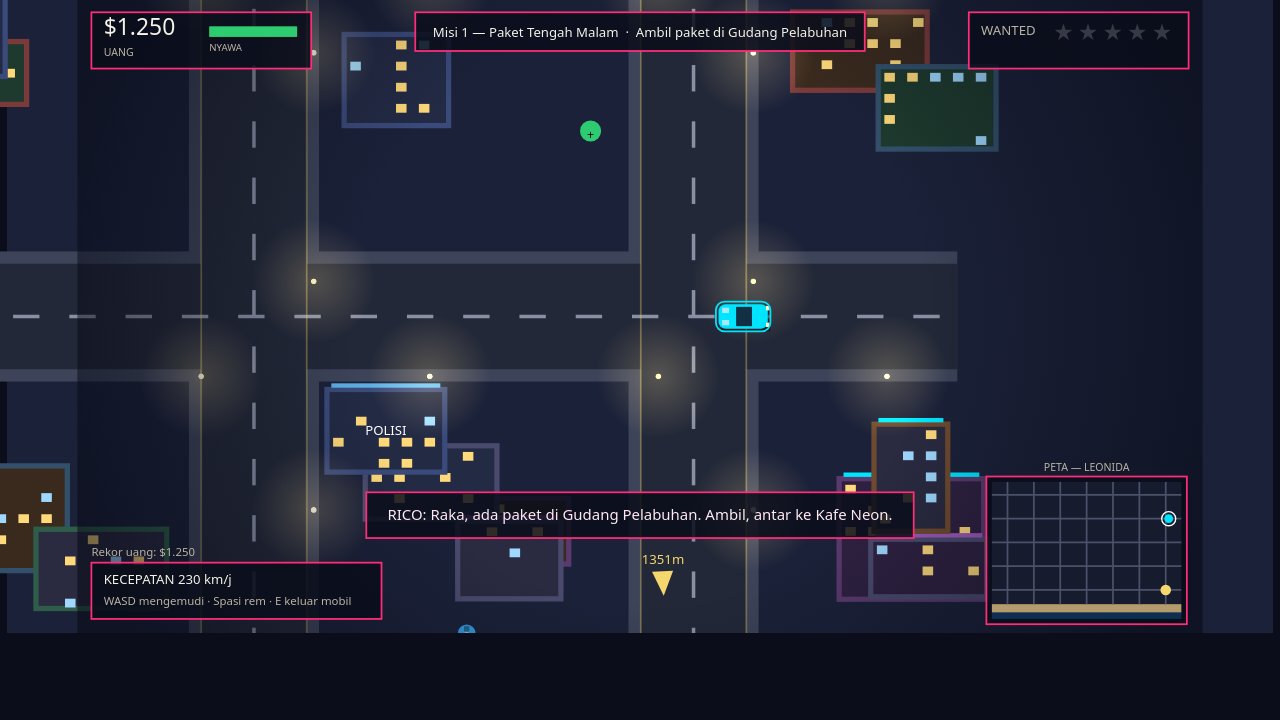 $1.250
UANG
NYAWA
Misi 1 — Paket Tengah Malam · Ambil paket di Gudang Pelabuhan
WANTED ★★★★★
+
POLISI
PETA — LEONIDA
RICO: Raka, ada paket di Gudang Pelabuhan. Ambil, antar ke Kafe Neon.
1351m
Rekor uang: $1.250
KECEPATAN 230 km/j
WASD mengemudi · Spasi rem · E keluar mobil